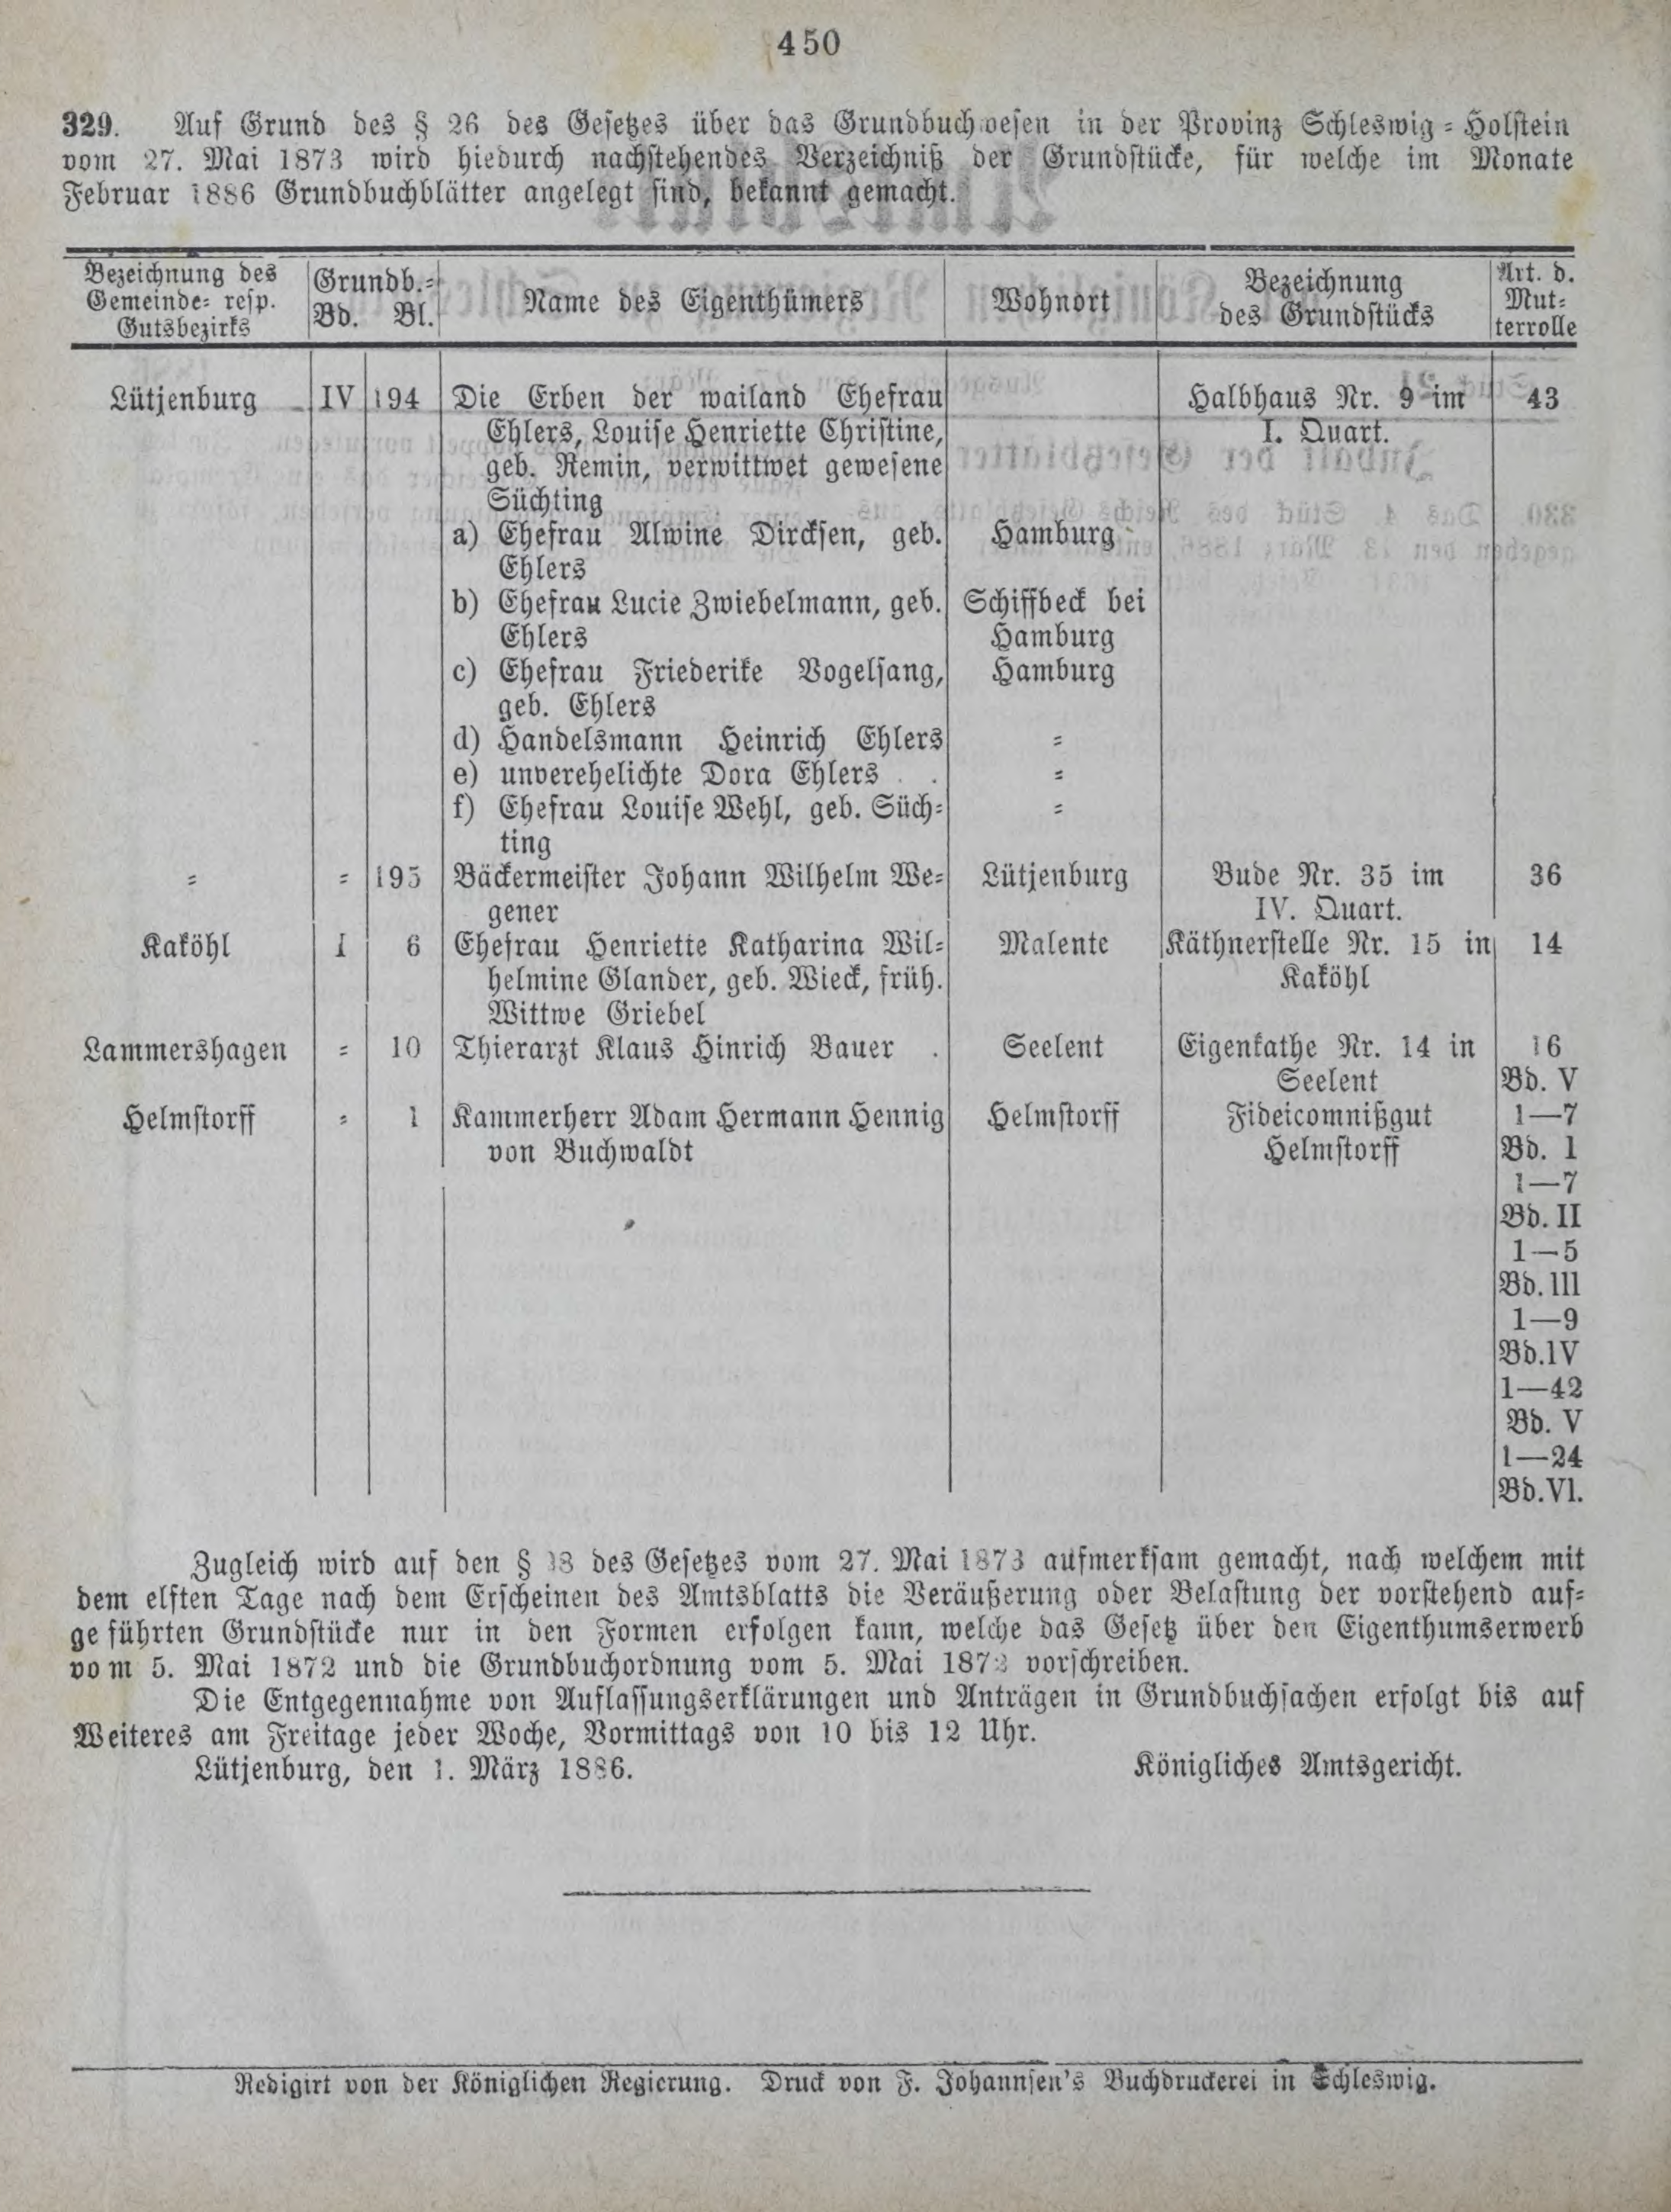 450
329. Auf Grund des § 26 des Gesetzes über das Grundbuchwesen in der Provinz Schleswig-Holstein
vom 27. Mai 1873 wird hiedurch nachstehendes Verzeichniß der Grundstücke, für welche im Monate
Februar 1886 Grundbuchblätter angelegt sind, bekannt gemacht.
Bezeichnung des Gemeinde- resp. Gutsbezirks | Grundb.- Bd. Bl. | Name des Eigenthümers | Wohnort | Bezeichnung des Grundstücks | Art. d. Mut-terrolle
Lütjenburg IV 194 Die Erben der wailand Ehefrau Halbhaus Nr. 9 im 43
Ehlers, Louise Henriette Christine, I. Quart.
geb. Remin, verwittwet gewesene
Süchting
a) Ehefrau Alwine Dircksen, geb. Hamburg
Ehlers
b) Ehefrau Lucie Zwiebelmann, geb. Schiffbeck bei
Ehlers Hamburg
c) Ehefrau Friederike Vogelsang, Hamburg
geb. Ehlers
d) Handelsmann Heinrich Ehlers =
e) unverehelichte Dora Ehlers . . =
f) Ehefrau Louise Wehl, geb. Süch- =
ting
= = 195 Bäckermeister Johann Wilhelm We- Lütjenburg Bude Nr. 35 im 36
gener IV. Quart.
Kaköhl I 6 Ehefrau Henriette Katharina Wil- Malente Käthnerstelle Nr. 15 in 14
helmine Glander, geb. Wieck, früh. Kaköhl
Wittwe Griebel
Lammershagen = 10 Thierarzt Klaus Hinrich Bauer . Seelent Eigenkathe Nr. 14 in 16
Seelent Bd. V
Helmstorff = 1 Kammerherr Adam Hermann Hennig Helmstorff Fideicomnißgut 1—7
von Buchwaldt Helmstorff Bd. I
1—7
Bd. II
1—5
Bd. III
1—9
Bd. IV
1—42
Bd. V
1—24
Bd. VI.
Zugleich wird auf den § 38 des Gesetzes vom 27. Mai 1873 aufmerksam gemacht, nach welchem mit
dem elften Tage nach dem Erscheinen des Amtsblatts die Veräußerung oder Belastung der vorstehend auf-
geführten Grundstücke nur in den Formen erfolgen kann, welche das Gesetz über den Eigenthumserwerb
vom 5. Mai 1872 und die Grundbuchordnung vom 5. Mai 1872 vorschreiben.
Die Entgegennahme von Auflassungserklärungen und Anträgen in Grundbuchsachen erfolgt bis auf
Weiteres am Freitage jeder Woche, Vormittags von 10 bis 12 Uhr.
Lütjenburg, den 1. März 1886. Königliches Amtsgericht.
Redigirt von der Königlichen Regierung. Druck von F. Johannsen's Buchdruckerei in Schleswig.